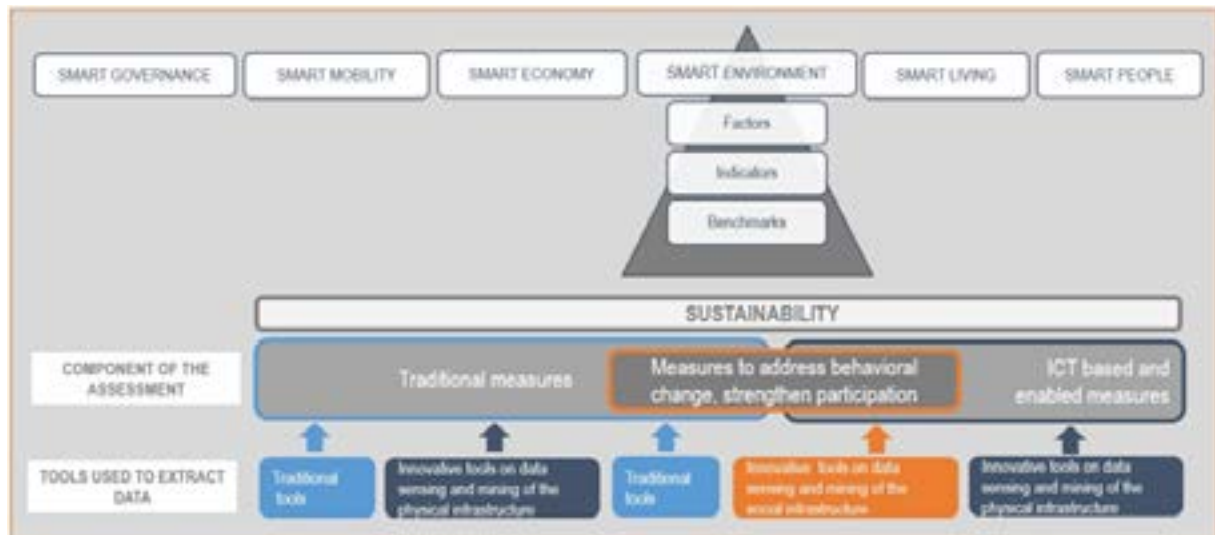 SMART GOVERNANCE
SMART MOBILITY
SMART ECONOMY
SMART ENVIRONMENT
SMART LIVING
SMART PEOPLE
Factors
Indicators
Benchmarks
SUSTAINABILITY
COMPONENT OF THE
ASSESSMENT
Traditional measures
Measures to address behavioral
change, strengthen participation
ICT based and
enabled measures
TOOLS USED TO EXTRACT
DATA
Traditional
tools
Innovative tools on data
sensing and mining of the
physical infrastructure
Traditional
tools
Innovative tools on data
sensing and mining of the
social infrastructure
Innovative tools on data
sensing and mining of the
physical infrastructure